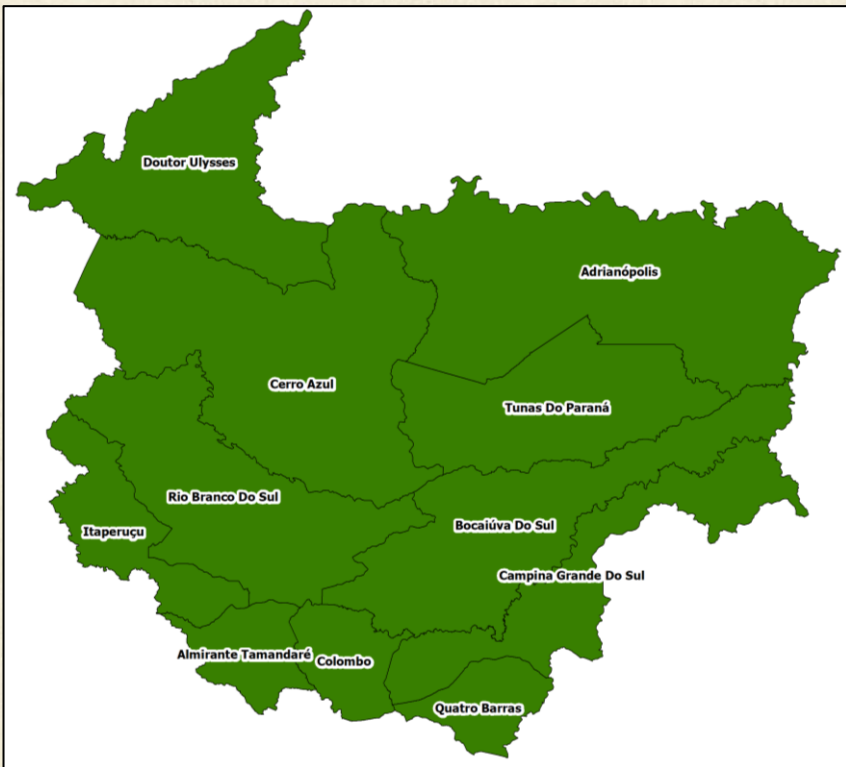 Doutor Ulysses
Adrianópolis
Cerro Azul
Tunas Do Paraná
Rio Branco Do Sul
Bocaiúva Do Sul
Itaperuçu
Campina Grande Do Sul
Almirante Tamandaré
Colombo
Quatro Barras